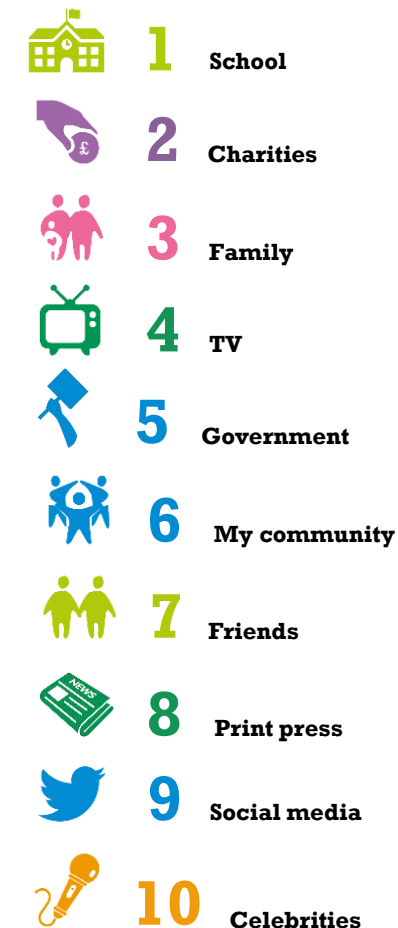 1 School
£
2 Charities
3 Family
4 TV
5 Government
6 My community
7 Friends
NEWS
8 Print press
9 Social media
10 Celebrities